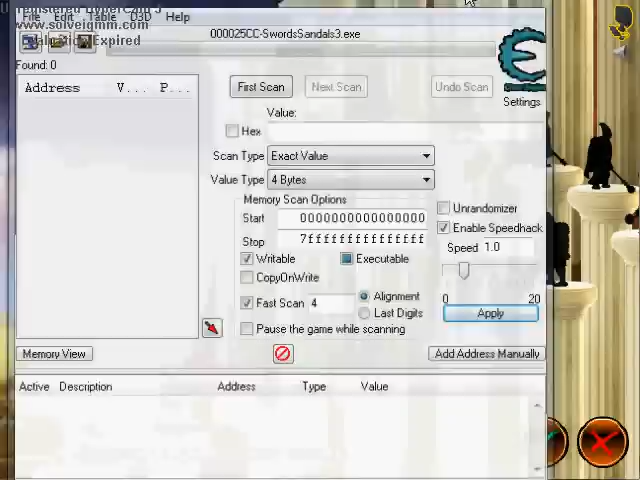 File Edit Table D3D Help
www.solveigmm.com
Expired
000025CC-SwordsSandals3.exe
Found: 0
Address V... P...
First Scan Next Scan Undo Scan
Settings
Value:
Hex
Scan Type Exact Value
Value Type 4 Bytes
Memory Scan Options
Start 0000000000000000
Stop 7fffffffffffffff
Unrandomizer
Enable Speedhack
Writable Executable
Speed 1.0
CopyOnWrite
Fast Scan 4 Alignment
Last Digits
0 20
Apply
Pause the game while scanning
Memory View Add Address Manually
Active Description Address Type Value